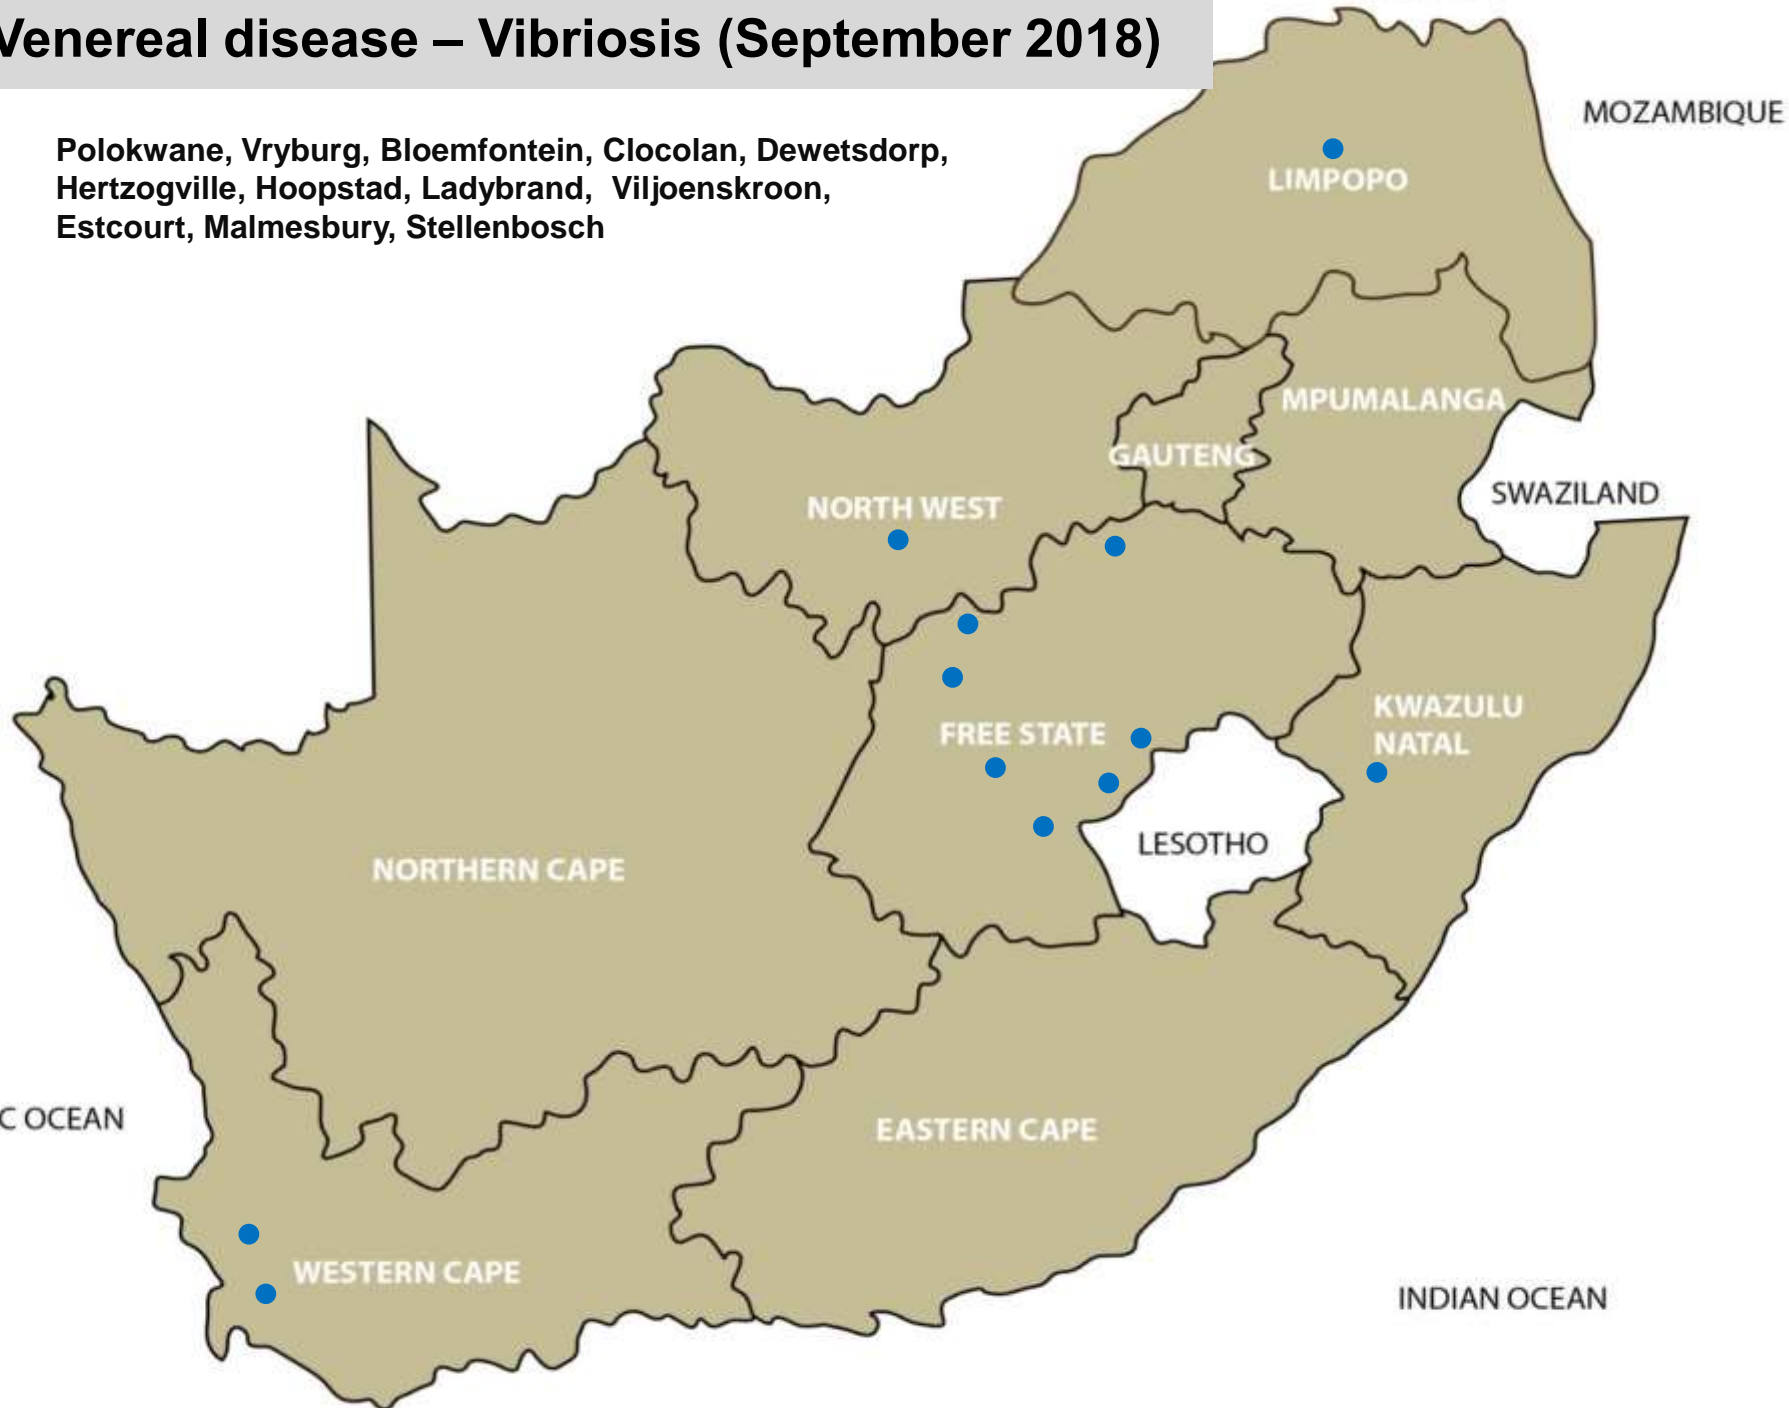 Venereal disease – Vibriosis (September 2018)
Polokwane, Vryburg, Bloemfontein, Clocolan, Dewetsdorp,
Hertzogville, Hoopstad, Ladybrand, Viljoenskroon,
Estcourt, Malmesbury, Stellenbosch
MOZAMBIQUE
LIMPOPO
MPUMALANGA
GAUTENG
SWAZILAND
NORTH WEST
KWAZULU
NATAL
FREE STATE
LESOTHO
NORTHERN CAPE
C OCEAN
EASTERN CAPE
WESTERN CAPE
INDIAN OCEAN